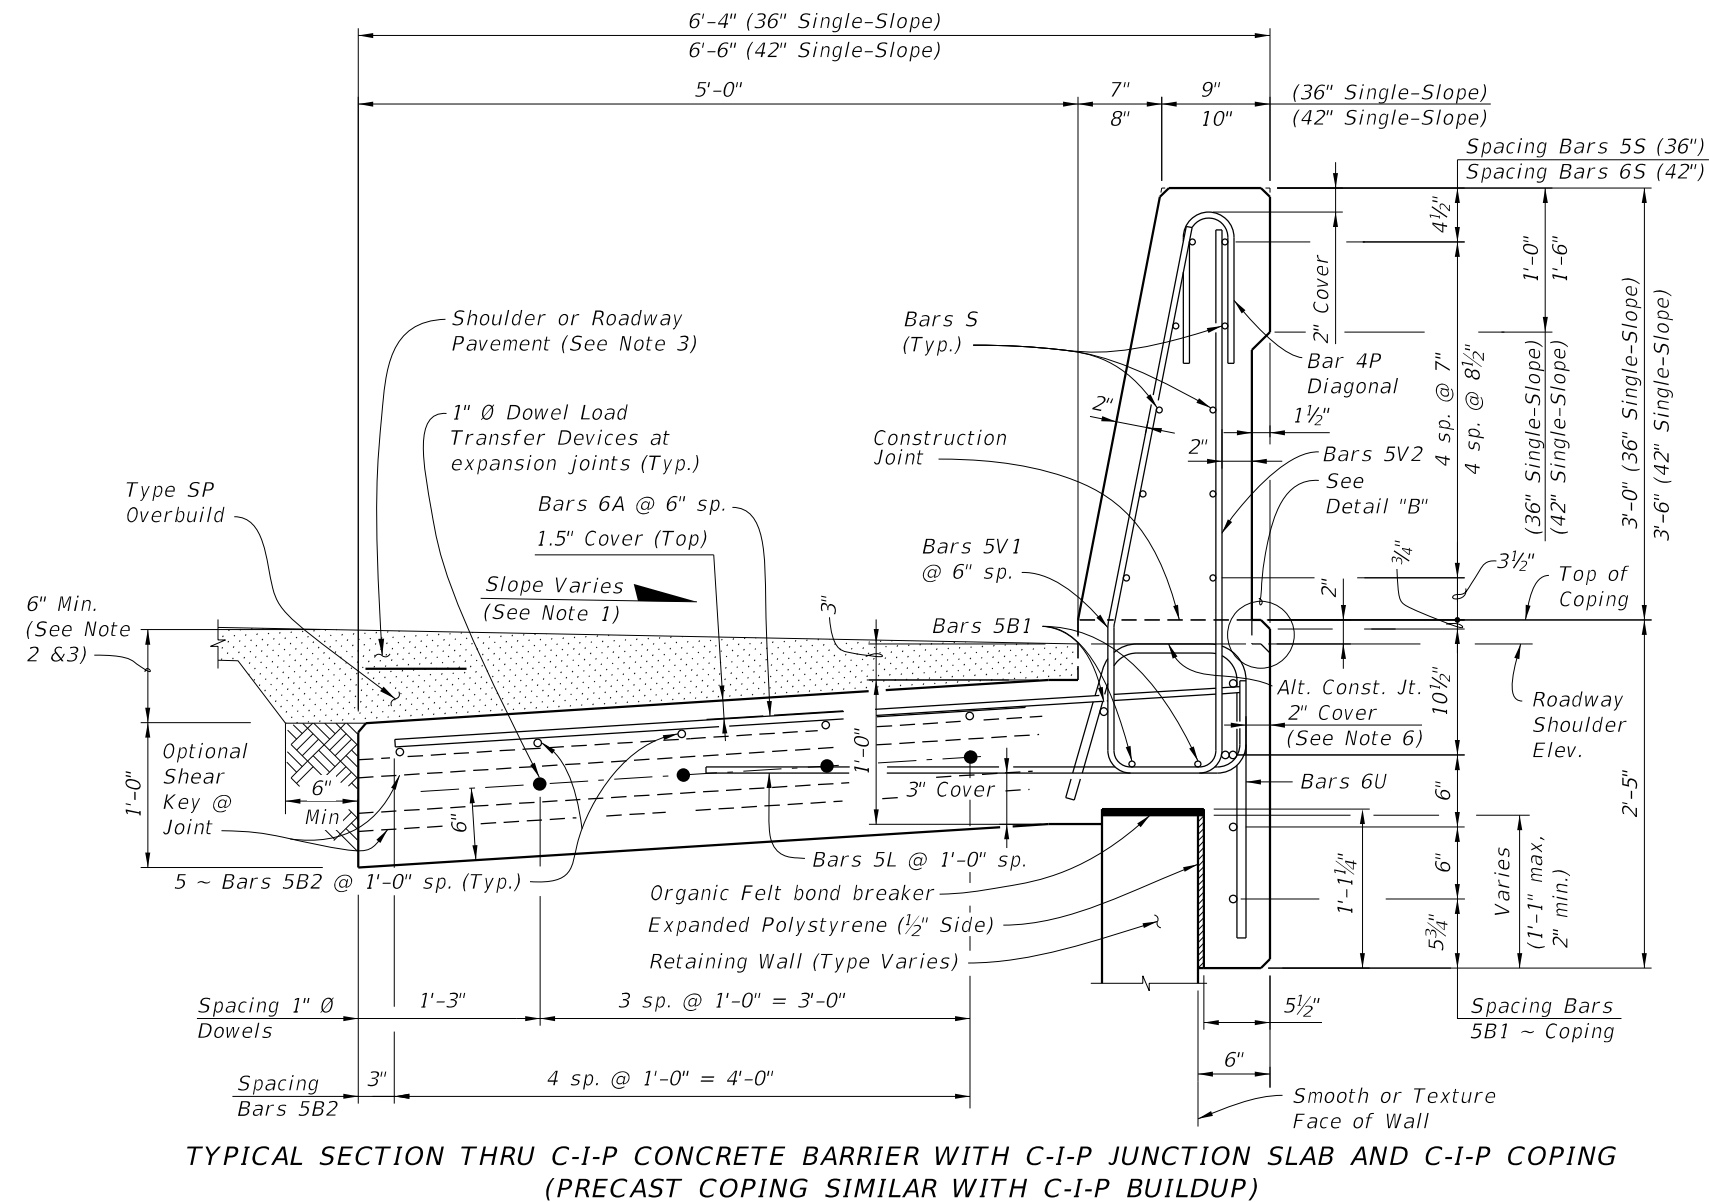 6'-4" (36" Single-Slope)
6'-6" (42" Single-Slope)
5'-0"
7"
8"
9"
10"
(36" Single-Slope)
(42" Single-Slope)
Spacing Bars 5S (36")
Spacing Bars 6S (42")
4½"
1'-0"
1'-6"
2" Cover
Shoulder or Roadway
Pavement (See Note 3)
Bars S
(Typ.)
Bar 4P
Diagonal
4 sp. @ 7"
4 sp. @ 8½"
(36" Single-Slope)
(42" Single-Slope)
3'-0" (36" Single-Slope)
3'-6" (42" Single-Slope)
1" Ø Dowel Load
Transfer Devices at
expansion joints (Typ.)
2"
1½"
2"
Construction
Joint
Bars 5V2
See
Detail "B"
Type SP
Overbuild
Bars 6A @ 6" sp.
1.5" Cover (Top)
Slope Varies
(See Note 1)
Bars 5V1
@ 6" sp.
¾"
3½"
2"
Top of
Coping
6" Min.
(See Note
2 &3)
3"
Bars 5B1
Alt. Const. Jt.
2" Cover
(See Note 6)
10½"
Roadway
Shoulder
Elev.
Optional
Shear
Key @
Joint
1'-0"
6"
Min
6"
1'-0"
3" Cover
Bars 6U
6"
2'-5"
Bars 5L @ 1'-0" sp.
5 ~ Bars 5B2 @ 1'-0" sp. (Typ.)
Organic Felt bond breaker
Expanded Polystyrene (½" Side)
Retaining Wall (Type Varies)
1'-1¼"
6"
5¾"
Varies
(1'-1" max,
2" min.)
Spacing 1" Ø
Dowels
1'-3"
3 sp. @ 1'-0" = 3'-0"
5½"
Spacing Bars
5B1 ~ Coping
6"
Spacing
Bars 5B2
3"
4 sp. @ 1'-0" = 4'-0"
Smooth or Texture
Face of Wall
TYPICAL SECTION THRU C-I-P CONCRETE BARRIER WITH C-I-P JUNCTION SLAB AND C-I-P COPING
(PRECAST COPING SIMILAR WITH C-I-P BUILDUP)